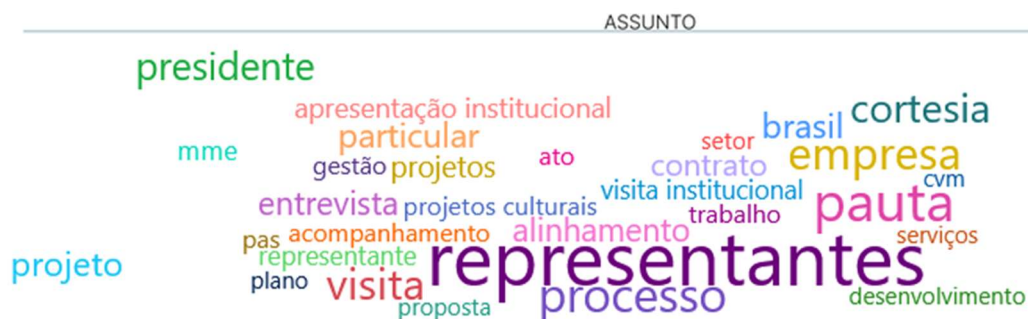 ASSUNTO
presidente
apresentação institucional
cortesia
particular
brasil
setor
mme
ato
empresa
gestão
projetos
contrato
cvm
visita institucional
entrevista
projetos culturais
trabalho
pauta
pas
acompanhamento
alinhamento
serviços
projeto
representante
representantes
plano
visita
processo
desenvolvimento
proposta